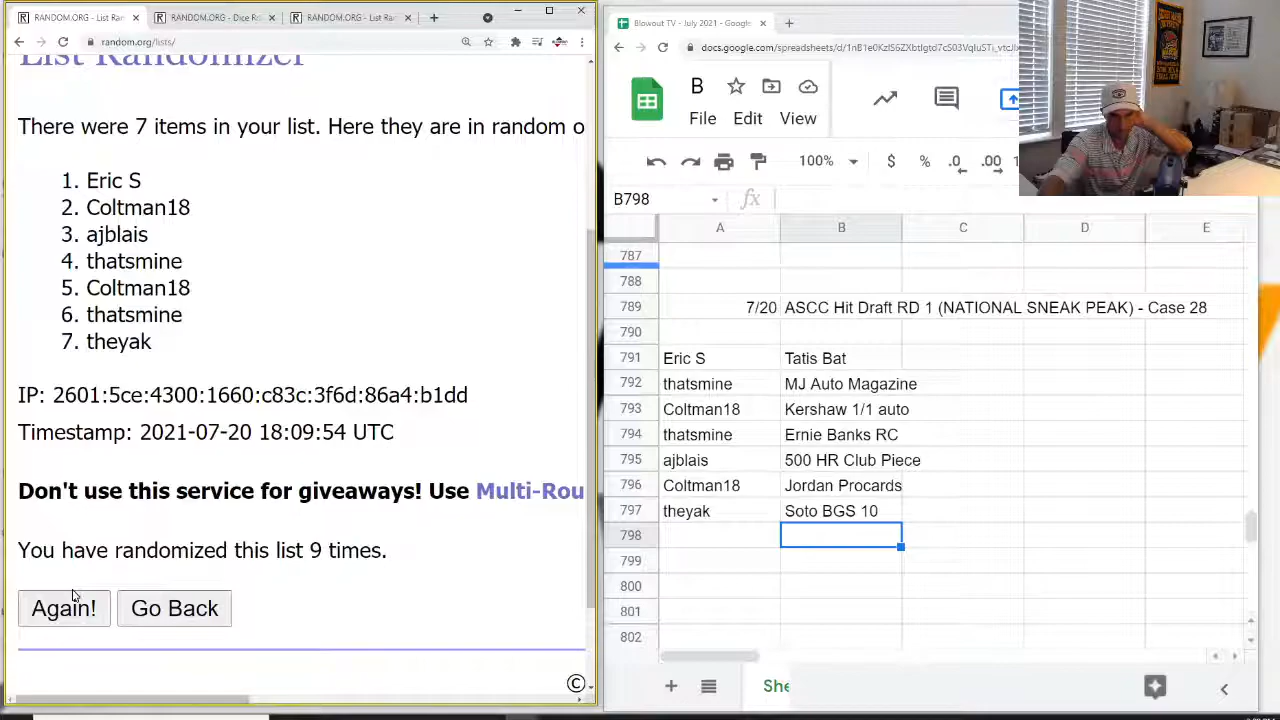 RANDOM.ORG - List Ran
RANDOM.ORG - Dice Ro
RANDOM.ORG - List Ran
random.org/lists/
List Randomizer
There were 7 items in your list. Here they are in random o
1. Eric S
2. Coltman18
3. ajblais
4. thatsmine
5. Coltman18
6. thatsmine
7. theyak
IP: 2601:5ce:4300:1660:c83c:3f6d:86a4:b1dd
Timestamp: 2021-07-20 18:09:54 UTC
Don't use this service for giveaways! Use Multi-Rou
You have randomized this list 9 times.
Again! Go Back
©
Blowout TV - July 2021 - Google
B
File Edit View
100% $ % .0 .00 1
B798 fx
A B C D E
787
788
789 7/20 ASCC Hit Draft RD 1 (NATIONAL SNEAK PEAK) - Case 28
790
791 Eric S Tatis Bat
792 thatsmine MJ Auto Magazine
793 Coltman18 Kershaw 1/1 auto
794 thatsmine Ernie Banks RC
795 ajblais 500 HR Club Piece
796 Coltman18 Jordan Procards
797 theyak Soto BGS 10
798
799
800
801
802
She